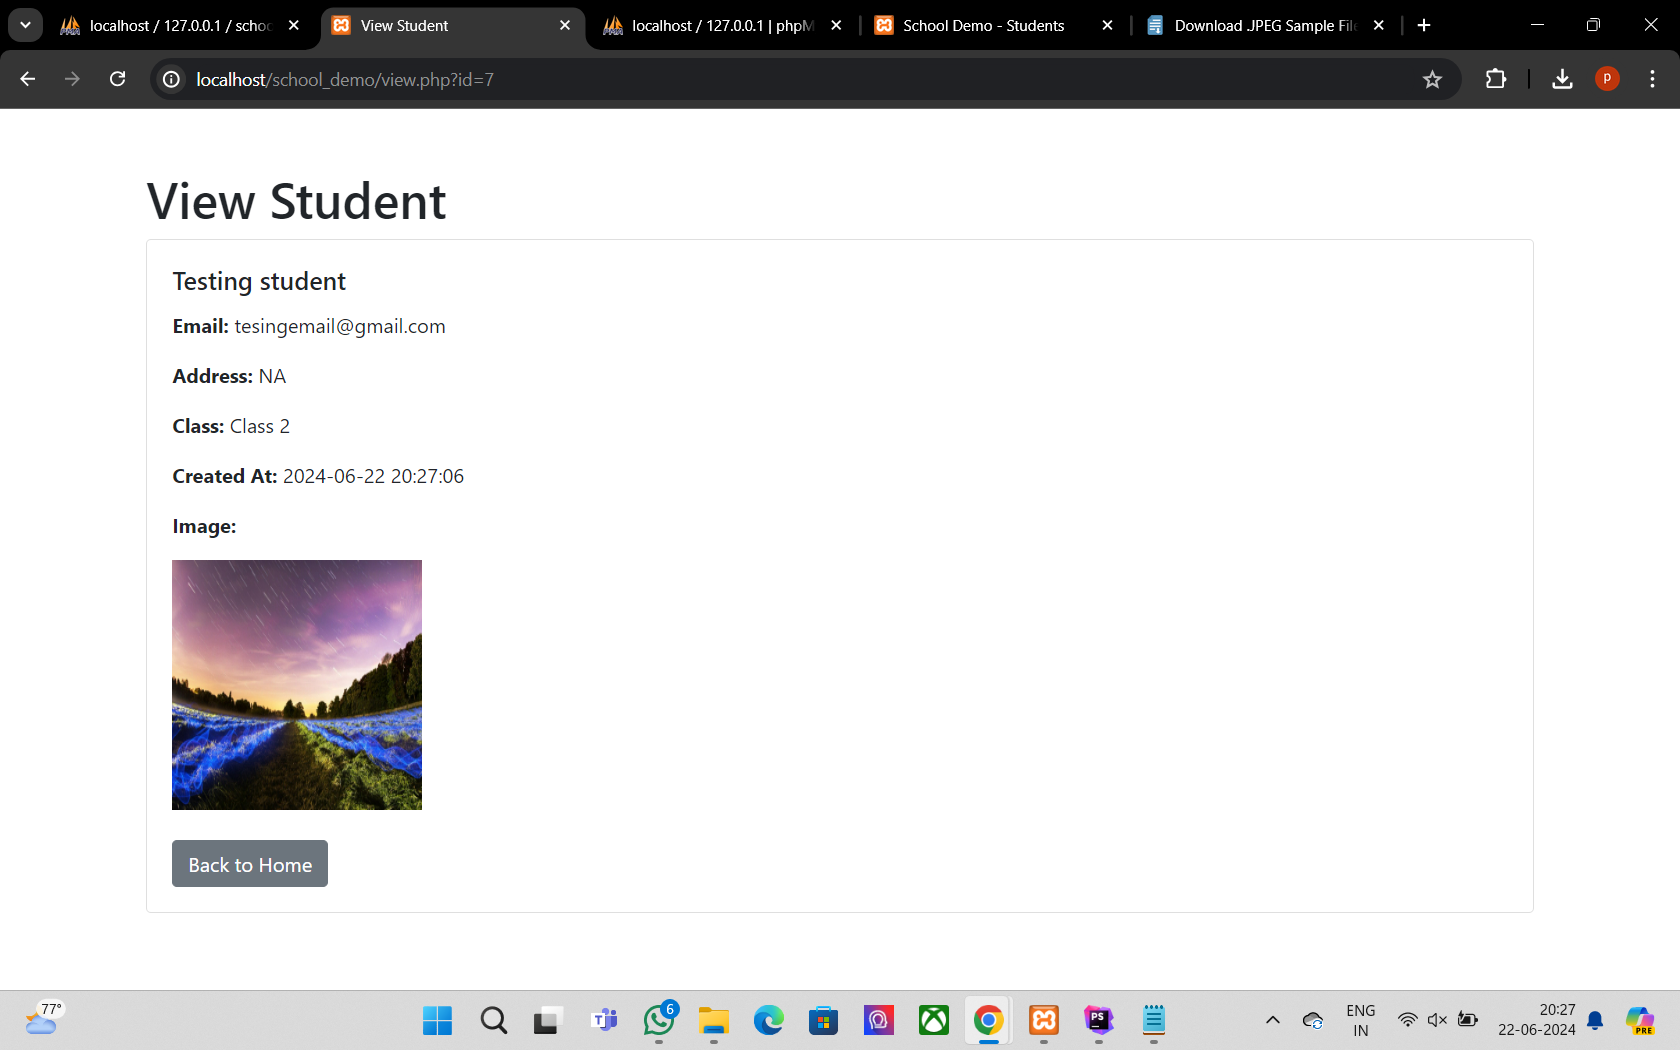 localhost / 127.0.0.1 / schoo
View Student
localhost / 127.0.0.1 | phpM
School Demo - Students
Download .JPEG Sample File
localhost/school_demo/view.php?id=7
P
View Student
Testing student
Email: tesingemail@gmail.com
Address: NA
Class: Class 2
Created At: 2024-06-22 20:27:06
Image:
Back to Home
77°
T
6
PS
ENG
IN
20:27
22-06-2024
PRE